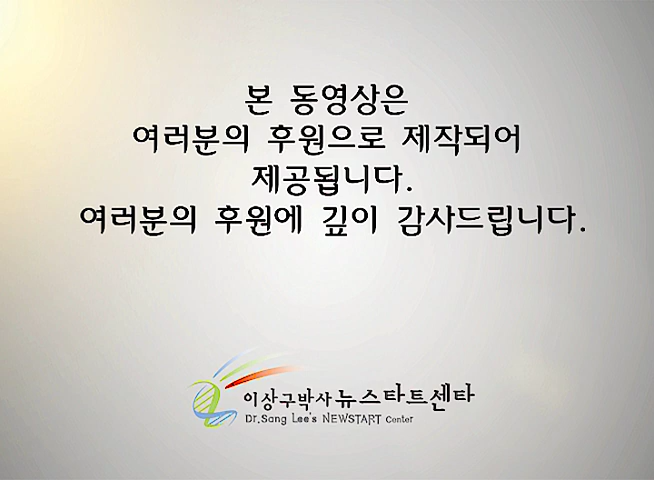 본 동영상은
여러분의 후원으로 제작되어
제공됩니다.
여러분의 후원에 깊이 감사드립니다.
이상구박사 뉴스타트센타
Dr.Sang Lee's NEWSTART Center